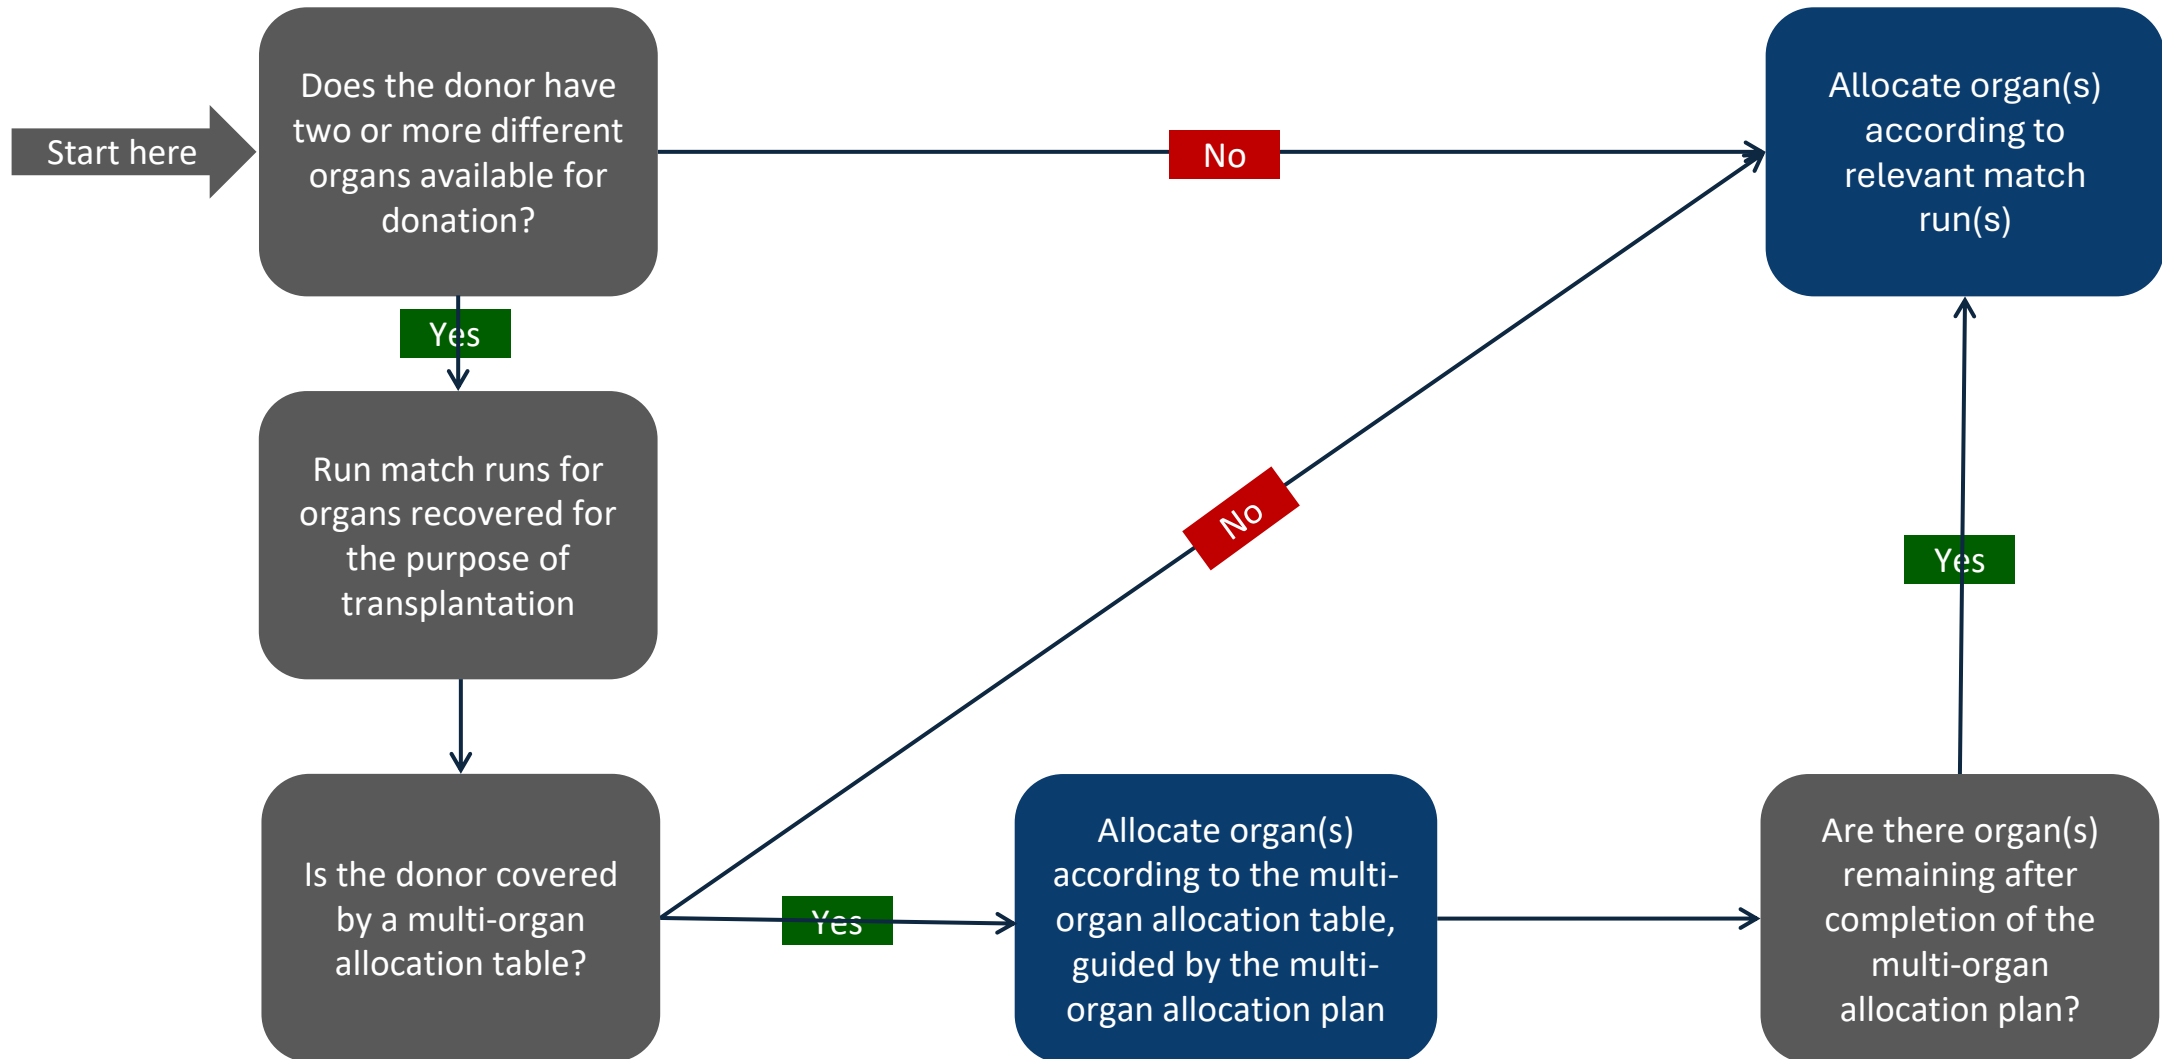 Start here
Does the donor have
two or more different
organs available for
donation?
No
Allocate organ(s)
according to
relevant match
run(s)
Yes
Run match runs for
organs recovered for
the purpose of
transplantation
No
Yes
Is the donor covered
by a multi-organ
allocation table?
Yes
Allocate organ(s)
according to the multi-
organ allocation table,
guided by the multi-
organ allocation plan
Are there organ(s)
remaining after
completion of the
multi-organ
allocation plan?